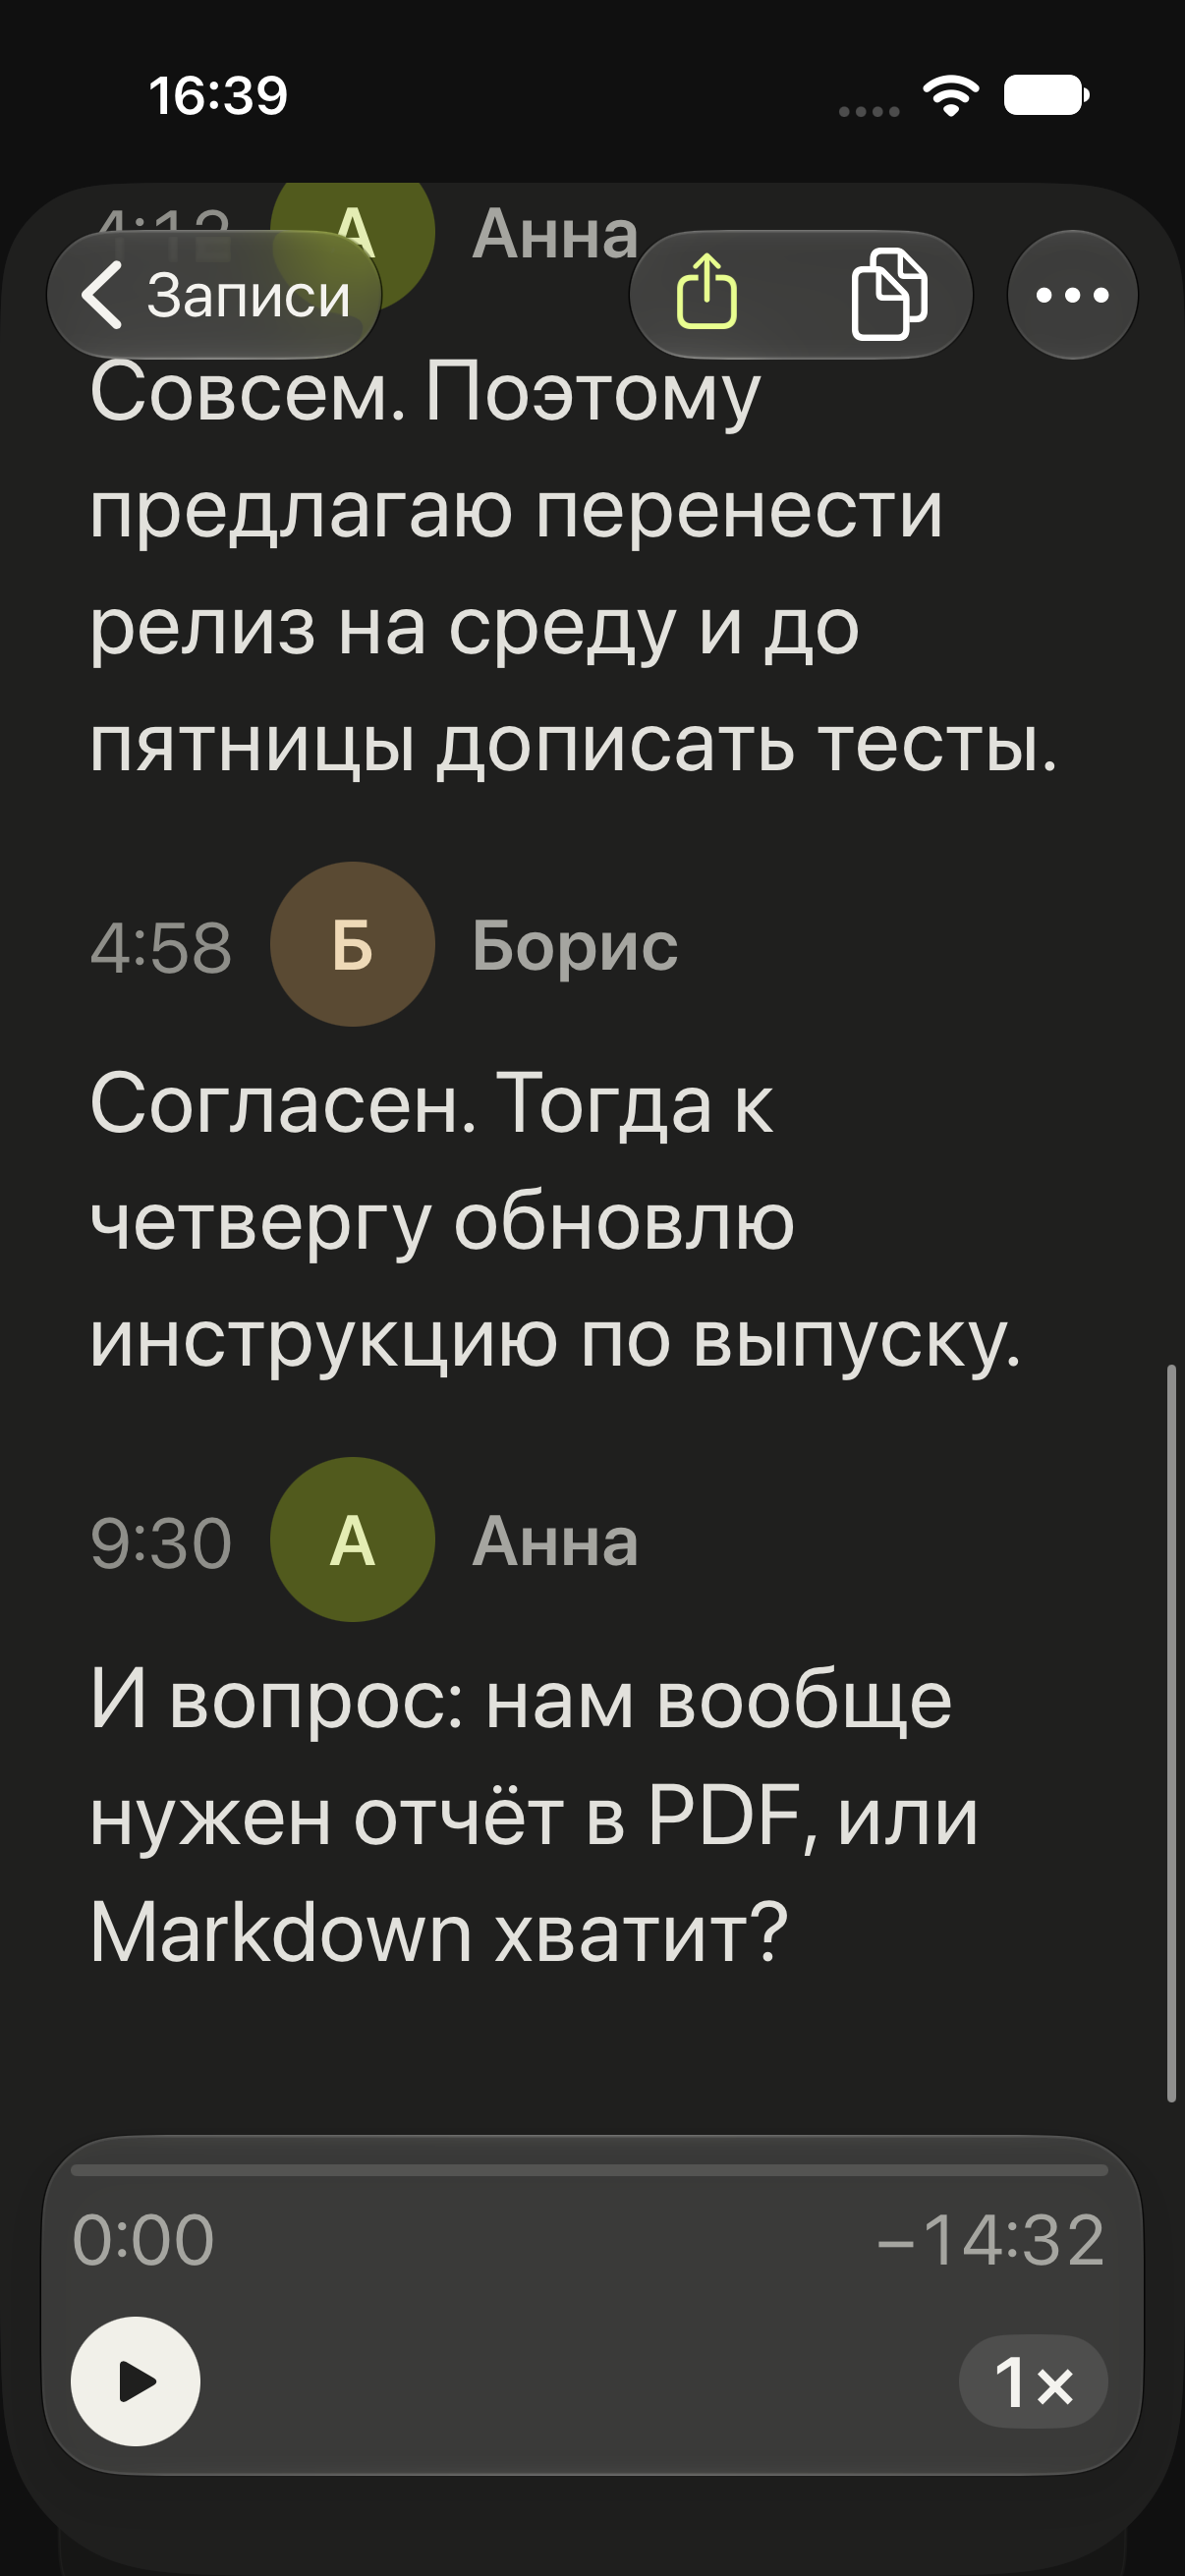 16:39
4:12 А Анна
Записи
Совсем. Поэтому
предлагаю перенести
релиз на среду и до
пятницы дописать тесты.
4:58 Б Борис
Согласен. Тогда к
четвергу обновлю
инструкцию по выпуску.
9:30 А Анна
И вопрос: нам вообще
нужен отчёт в PDF, или
Markdown хватит?
0:00 −14:32
1×